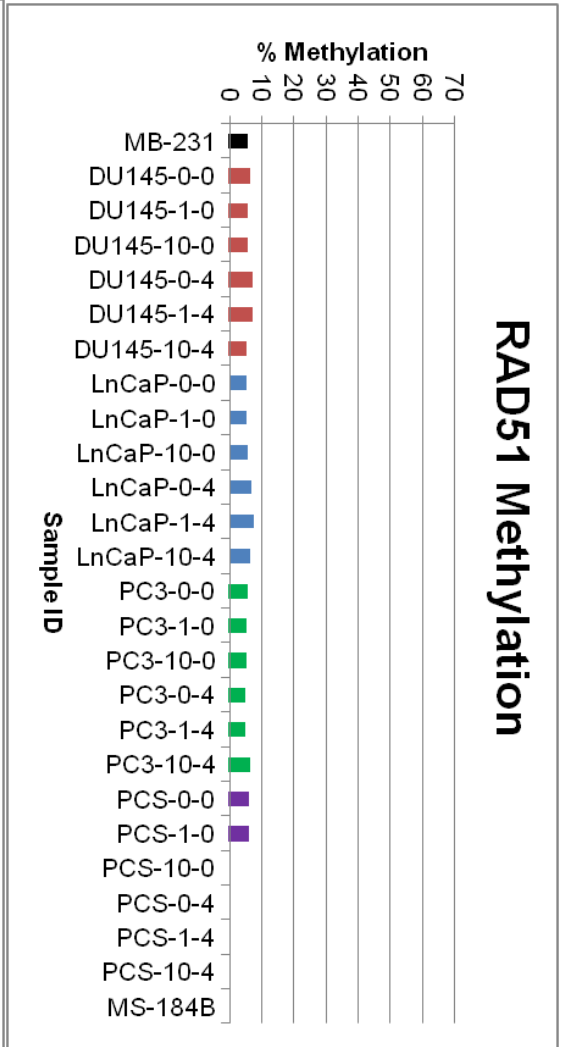 RAD51 Methylation
% Methylation
0
10
20
30
40
50
60
70
MB-231
DU145-0-0
DU145-1-0
DU145-10-0
DU145-0-4
DU145-1-4
DU145-10-4
LnCaP-0-0
LnCaP-1-0
LnCaP-10-0
LnCaP-0-4
LnCaP-1-4
LnCaP-10-4
PC3-0-0
PC3-1-0
PC3-10-0
PC3-0-4
PC3-1-4
PC3-10-4
PCS-0-0
PCS-1-0
PCS-10-0
PCS-0-4
PCS-1-4
PCS-10-4
MS-184B
Sample ID